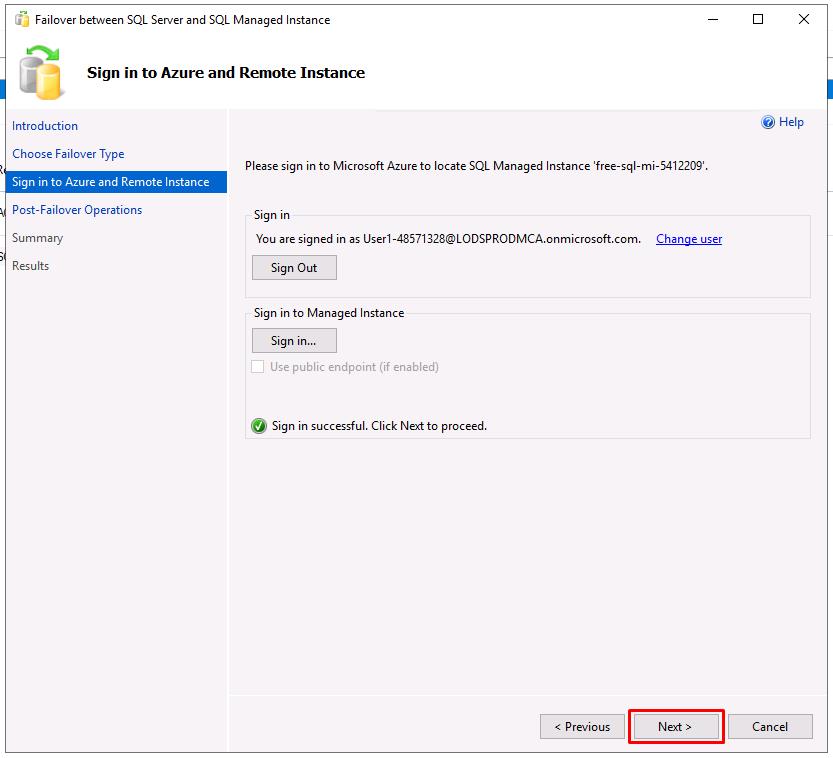 Failover between SQL Server and SQL Managed Instance
Sign in to Azure and Remote Instance
Introduction
Choose Failover Type
Sign in to Azure and Remote Instance
Post-Failover Operations
Summary
Results
Help
Please sign in to Microsoft Azure to locate SQL Managed Instance 'free-sql-mi-5412209'.
Sign in
You are signed in as User1-48571328@LODSPRODMCA.onmicrosoft.com. Change user
Sign Out
Sign in to Managed Instance
Sign in...
Use public endpoint (if enabled)
Sign in successful. Click Next to proceed.
< Previous
Next >
Cancel